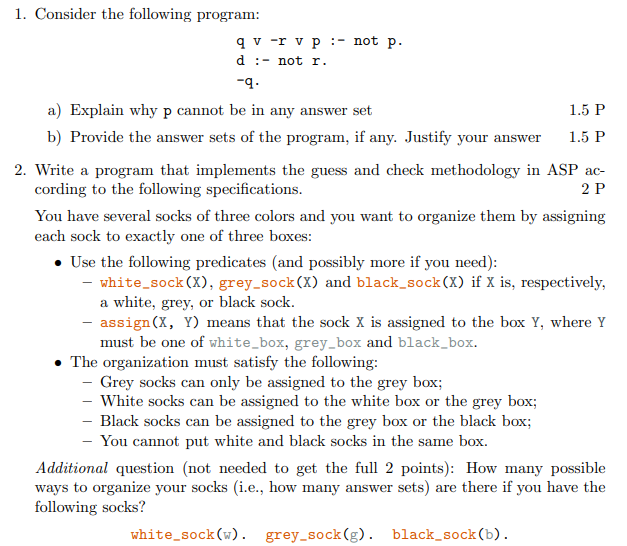 1. Consider the following program:
q v -r v p :- not p.
d :- not r.
-q.
a) Explain why p cannot be in any answer set 1.5 P
b) Provide the answer sets of the program, if any. Justify your answer 1.5 P
2. Write a program that implements the guess and check methodology in ASP ac-
cording to the following specifications. 2 P
You have several socks of three colors and you want to organize them by assigning
each sock to exactly one of three boxes:
• Use the following predicates (and possibly more if you need):
– white_sock(X), grey_sock(X) and black_sock(X) if X is, respectively,
a white, grey, or black sock.
– assign(X, Y) means that the sock X is assigned to the box Y, where Y
must be one of white_box, grey_box and black_box.
• The organization must satisfy the following:
– Grey socks can only be assigned to the grey box;
– White socks can be assigned to the white box or the grey box;
– Black socks can be assigned to the grey box or the black box;
– You cannot put white and black socks in the same box.
Additional question (not needed to get the full 2 points): How many possible
ways to organize your socks (i.e., how many answer sets) are there if you have the
following socks?
white_sock(w). grey_sock(g). black_sock(b).